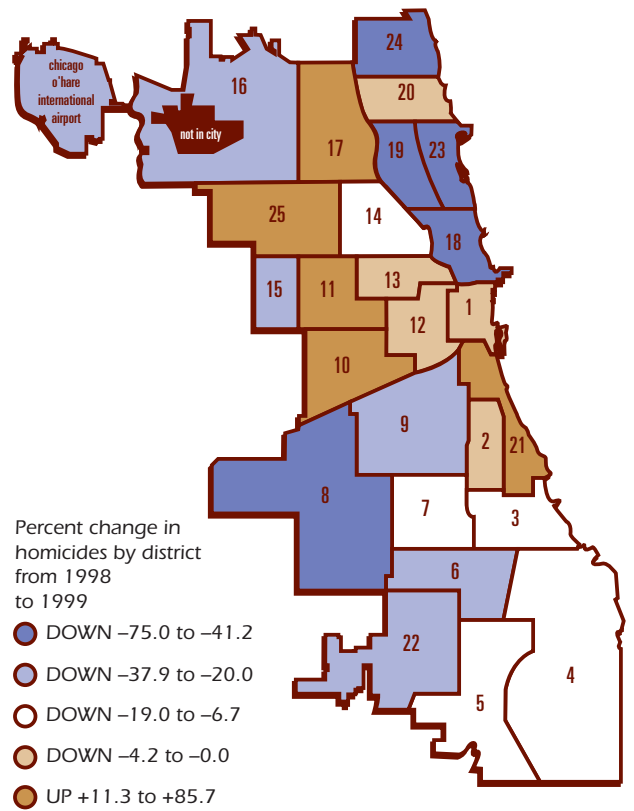 24
chicago
o'hare
international
airport
16
20
not in city
17
19
23
25
14
18
15
11
13
1
12
10
9
2
21
8
7
3
Percent change in
homicides by district
from 1998
to 1999
6
DOWN –75.0 to –41.2
22
DOWN –37.9 to –20.0
4
5
DOWN –19.0 to –6.7
DOWN –4.2 to –0.0
UP +11.3 to +85.7